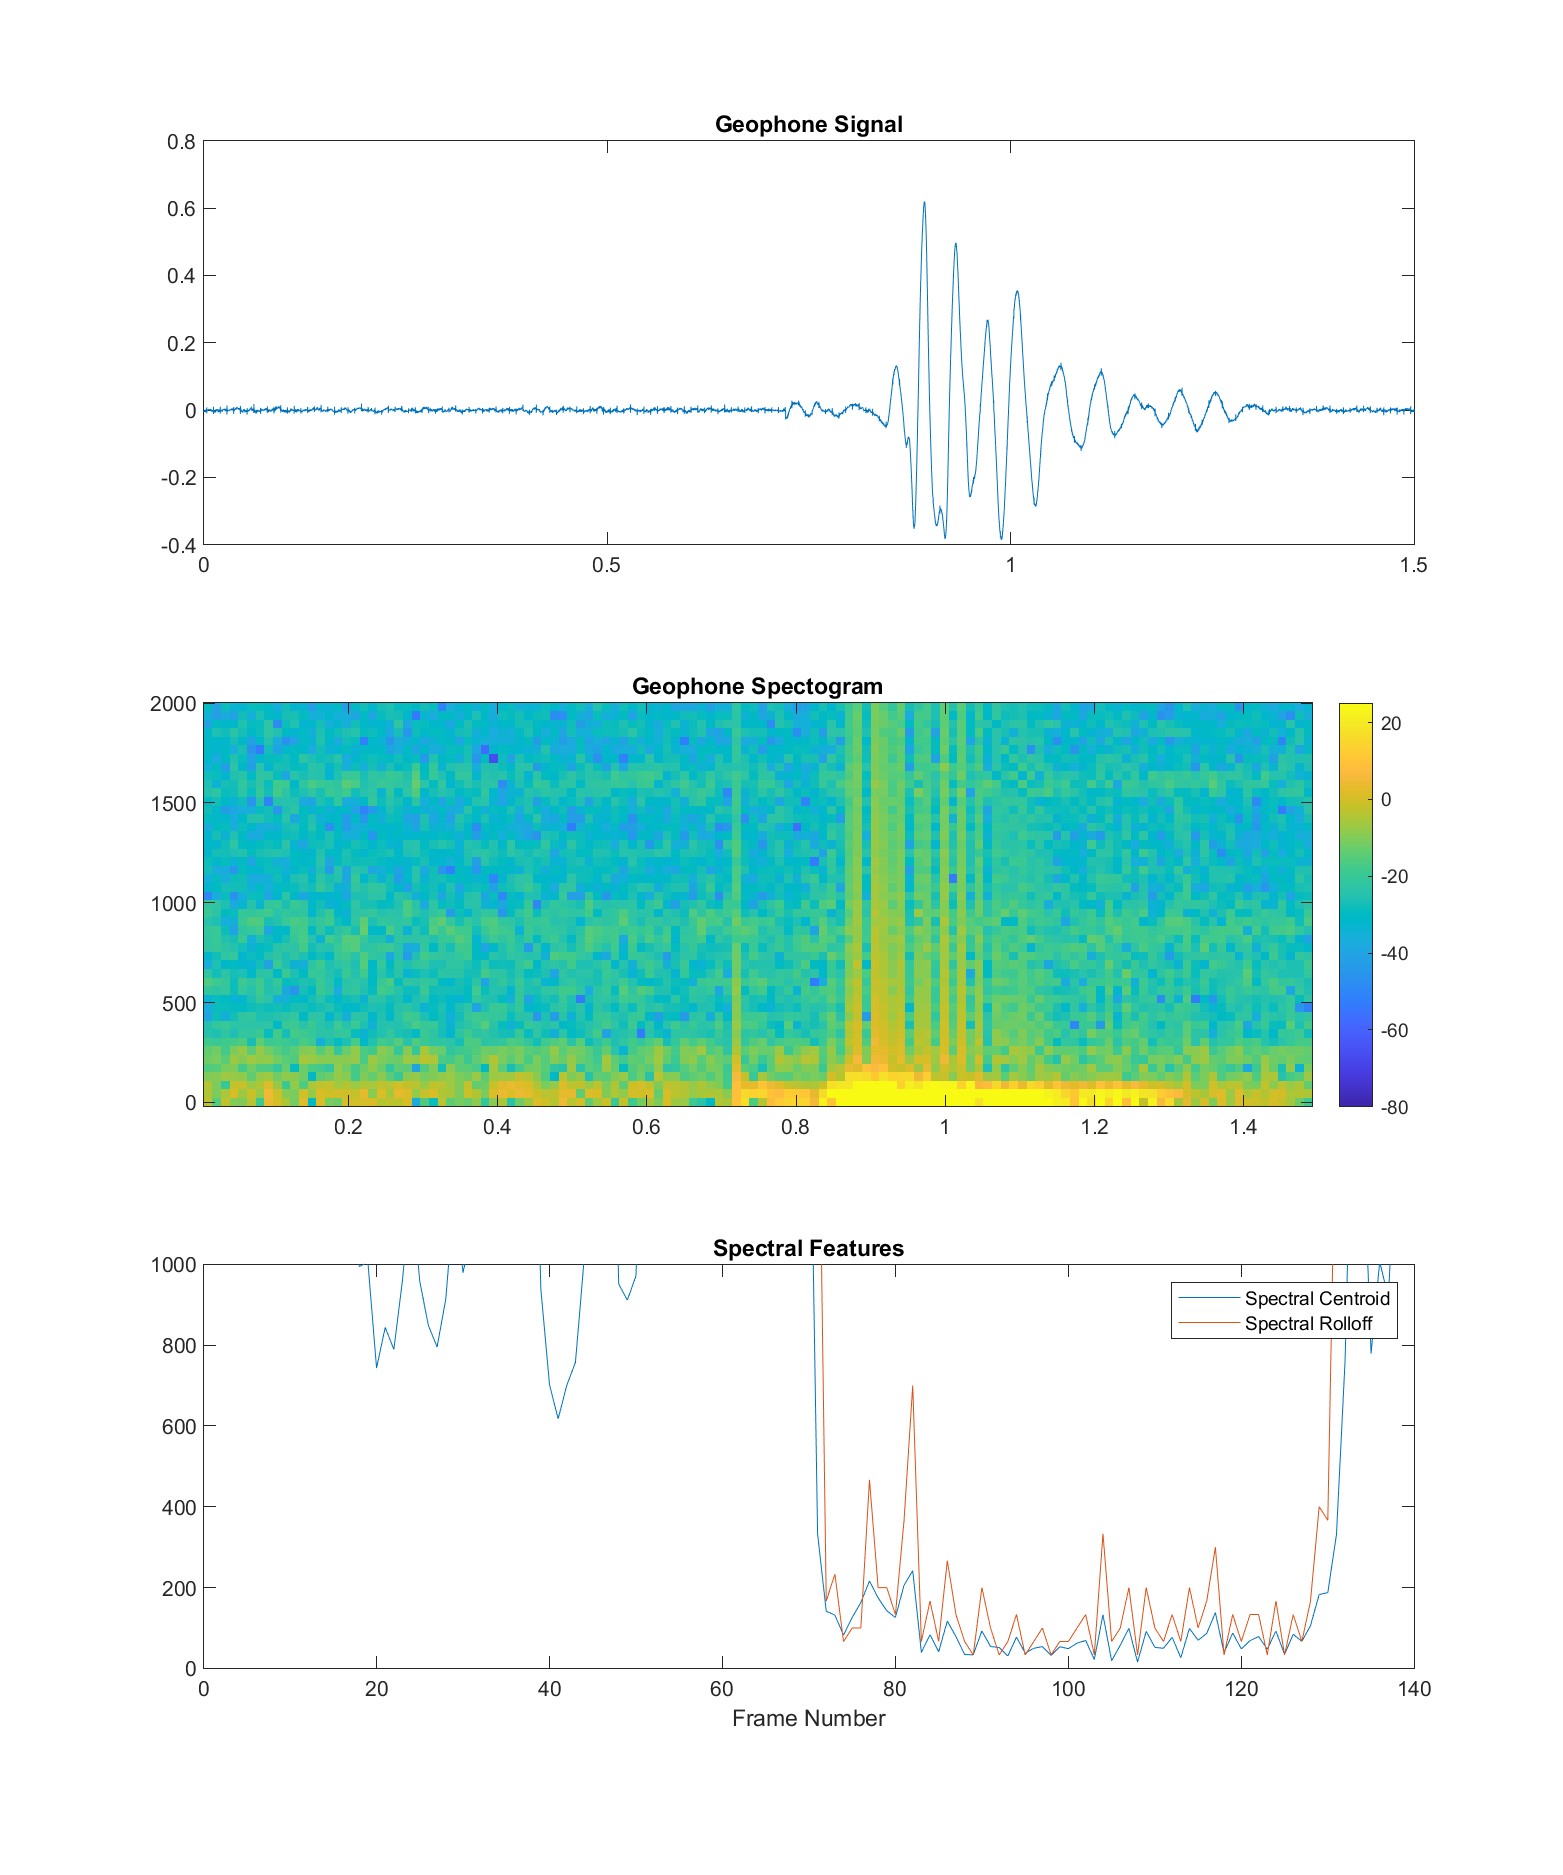 Geophone Signal
0.8
0.6
0.4
0.2
0
-0.2
-0.4
0 0.5 1 1.5
Geophone Spectogram
2000
1500
1000
500
0
0.2 0.4 0.6 0.8 1 1.2 1.4
20
0
-20
-40
-60
-80
Spectral Features
1000
800
600
400
200
0
0 20 40 60 80 100 120 140
Spectral Centroid
Spectral Rolloff
Frame Number